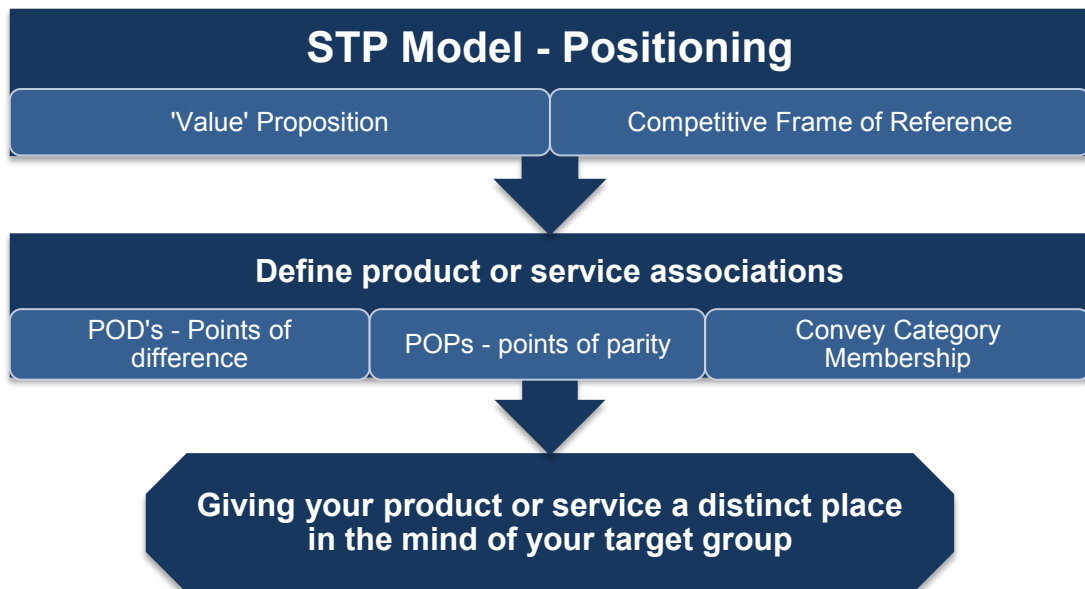 STP Model - Positioning
'Value' Proposition
Competitive Frame of Reference
Define product or service associations
POD's - Points of
difference
POPs - points of parity
Convey Category
Membership
Giving your product or service a distinct place
in the mind of your target group